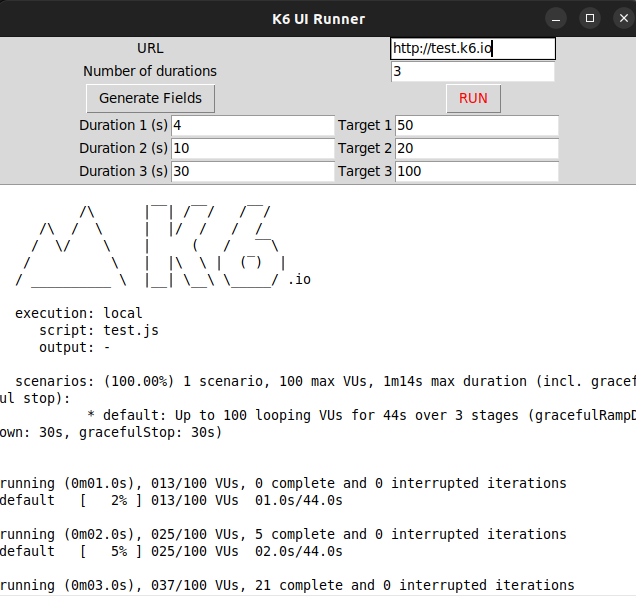 K6 UI Runner
URL http://test.k6.io
Number of durations 3
Generate Fields RUN
Duration 1 (s) 4 Target 1 50
Duration 2 (s) 10 Target 2 20
Duration 3 (s) 30 Target 3 100
.io
execution: local
script: test.js
output: -
scenarios: (100.00%) 1 scenario, 100 max VUs, 1m14s max duration (incl. gracef
ul stop):
* default: Up to 100 looping VUs for 44s over 3 stages (gracefulRampD
own: 30s, gracefulStop: 30s)
running (0m01.0s), 013/100 VUs, 0 complete and 0 interrupted iterations
default [ 2% ] 013/100 VUs 01.0s/44.0s
running (0m02.0s), 025/100 VUs, 5 complete and 0 interrupted iterations
default [ 5% ] 025/100 VUs 02.0s/44.0s
running (0m03.0s), 037/100 VUs, 21 complete and 0 interrupted iterations